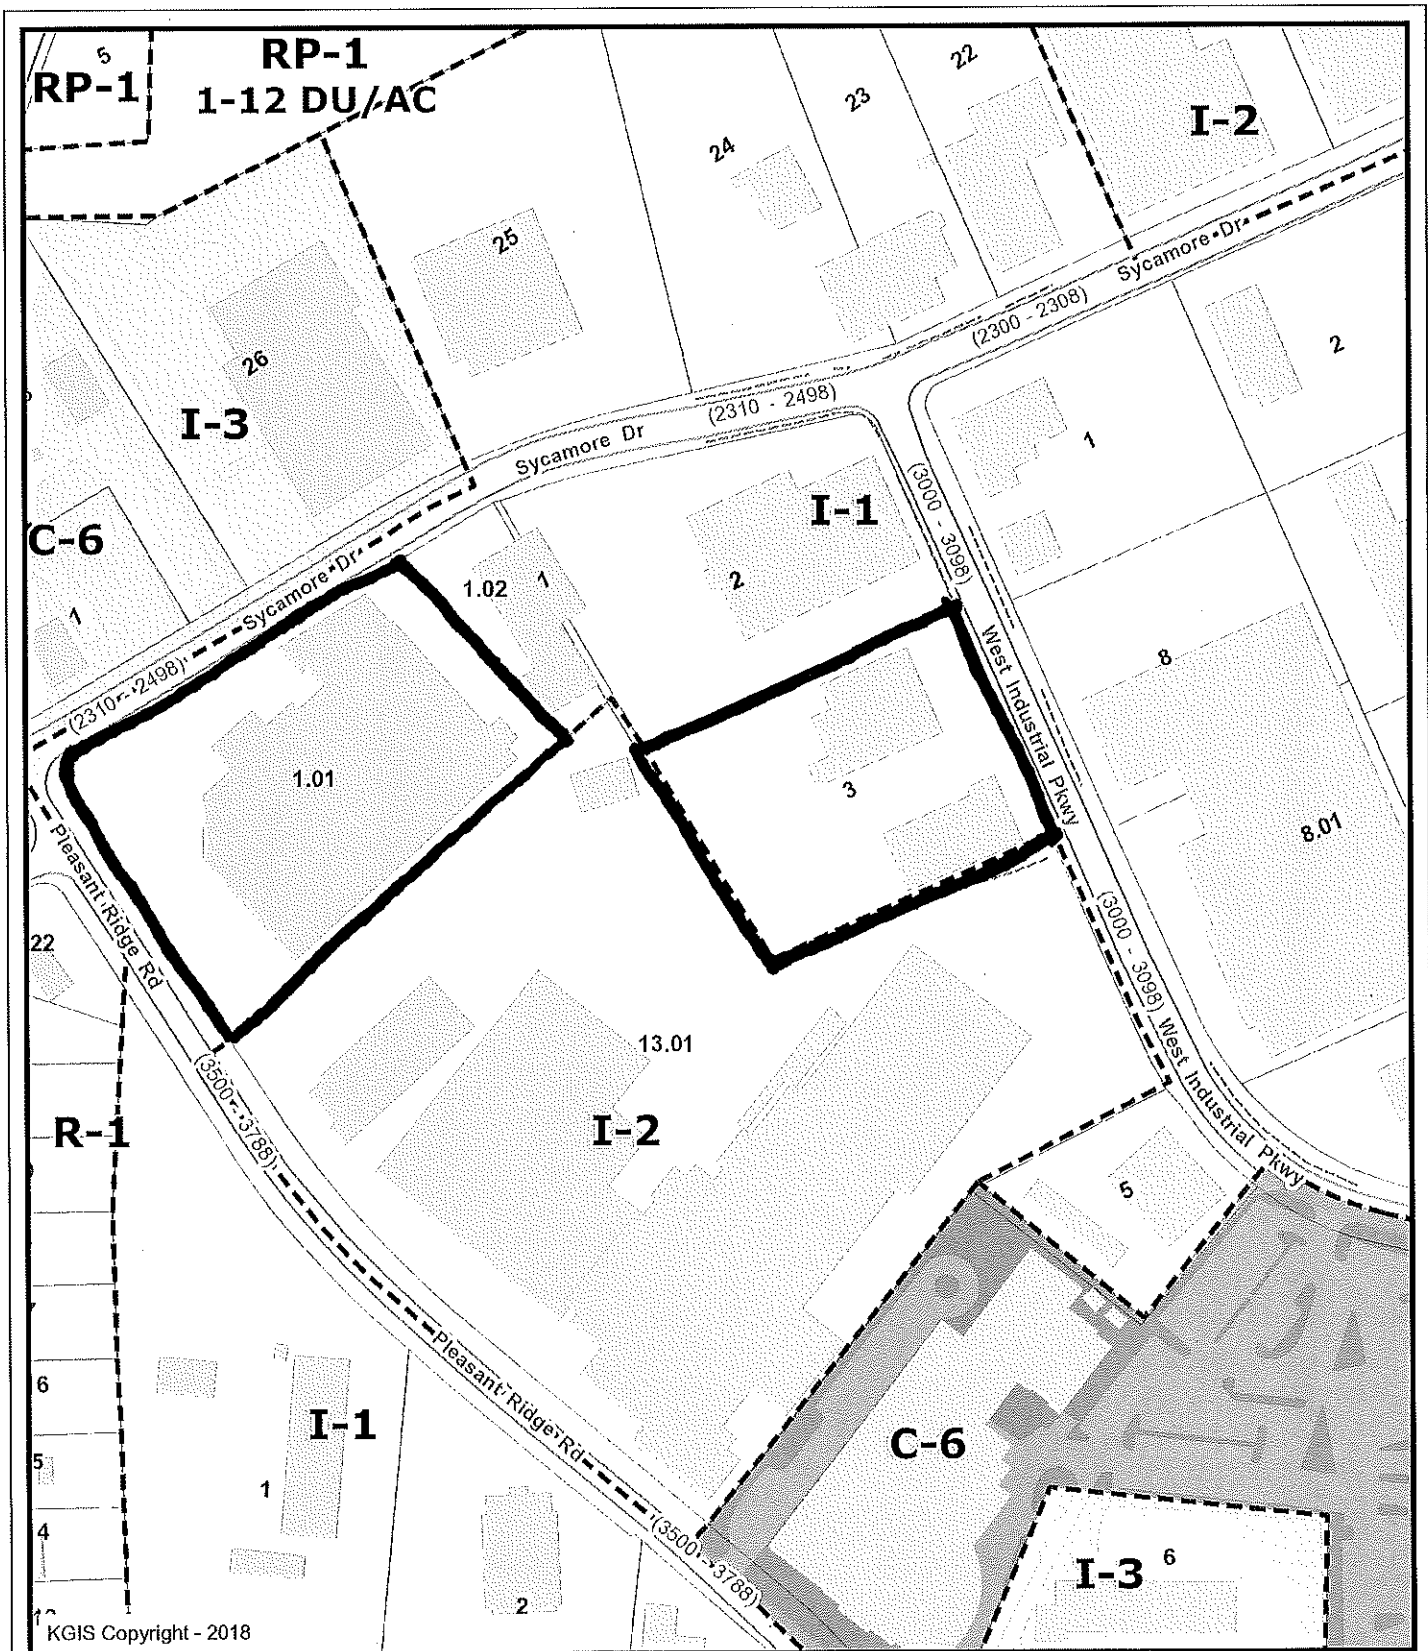 5
RP-1
RP-1
1-12 DU/AC
22
23
24
I-2
25
Sycamore Dr
(2300 - 2308)
26
I-3
2
(2310 - 2498)
Sycamore Dr
1
(3000 - 3098)
I-1
C-6
2
1.02
1
Sycamore Dr
1
West Industrial Pkwy
8
(2310 - 2498)
1.01
3
8.01
Pleasant Ridge Rd
22
(3000 - 3098)
13.01
West Industrial Pkwy
(3500 - 3788)
R-1
I-2
5
Pleasant Ridge Rd
6
I-1
C-6
5
1
4
(3500 - 3788)
I-3
6
2
KGIS Copyright - 2018